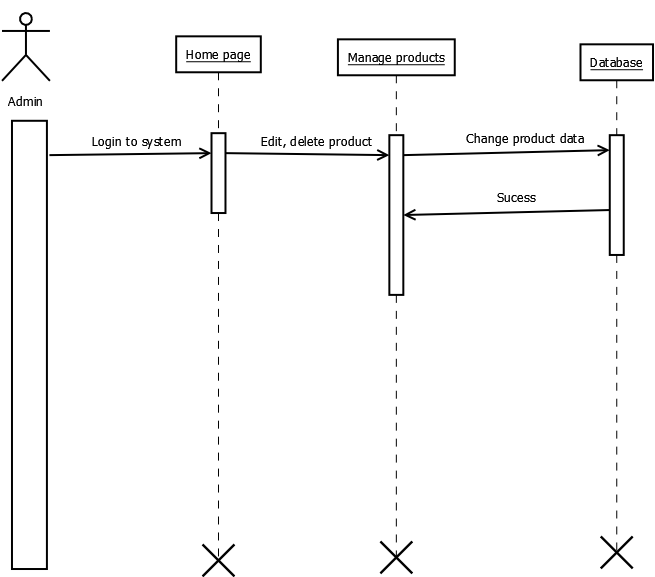 Home page
Manage products
Database
Admin
Login to system
Edit, delete product
Change product data
Sucess